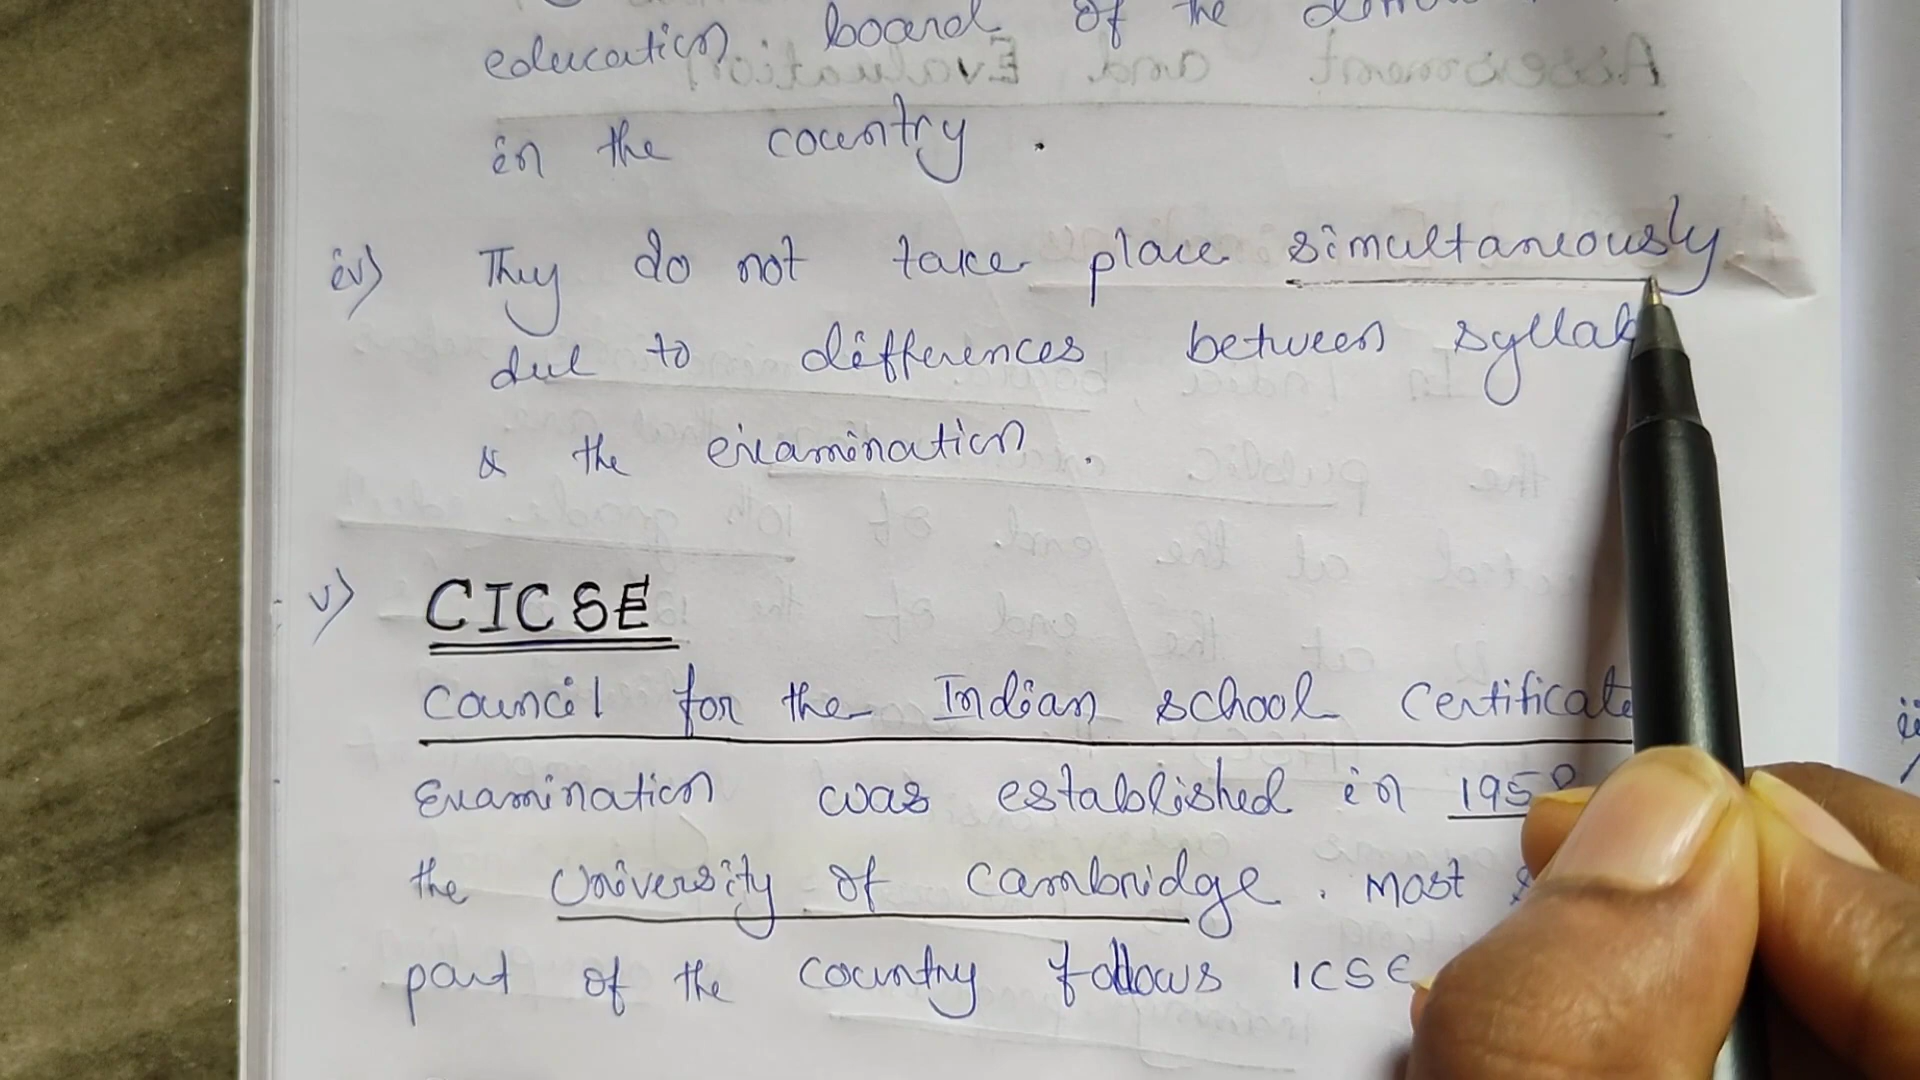 education board of the
in the country.
iv) They do not take place simultaneously
due to differences between
& the examination.
v) CICSE
Council for the Indian school Certificate
Examination was established in
the University of Cambridge. Most
part of the country follows ICSE